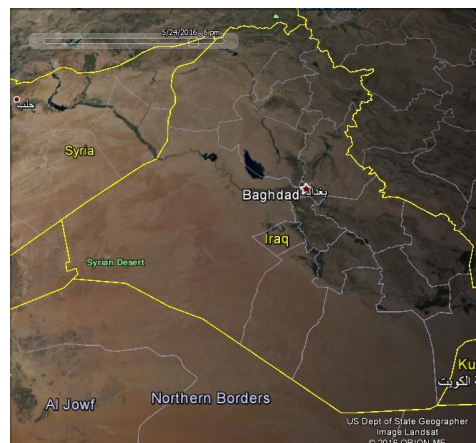 5/24/2016 6 pm
حلب
Syria
Baghdad
بغداد
Iraq
Syrian Desert
Al Jowf
Northern Borders
Ku
الكويت
US Dept of State Geographer
Image Landsat
© 2016 ORION-ME